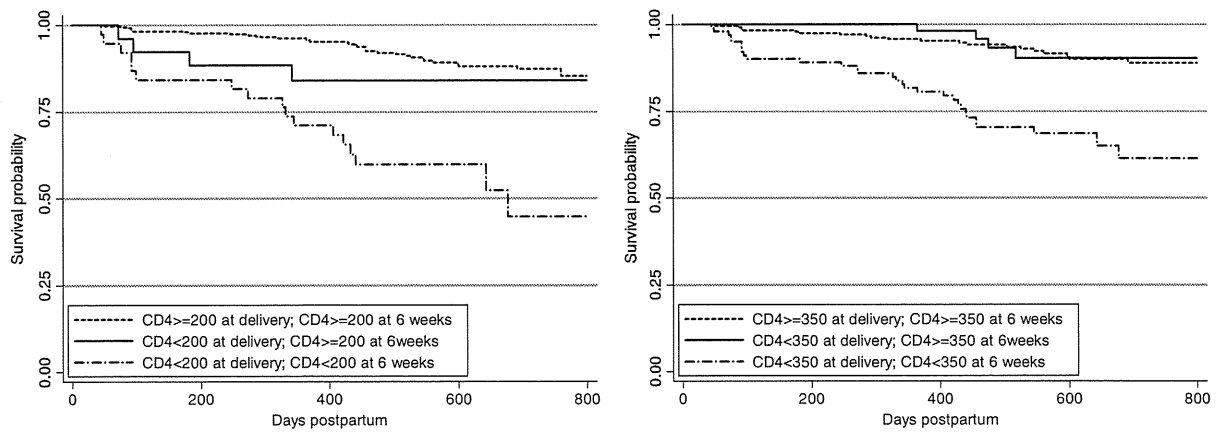 1.00
0.75
0.50
0.25
0.00
Survival probability
CD4>=200 at delivery; CD4>=200 at 6 weeks
CD4<200 at delivery; CD4>=200 at 6weeks
CD4<200 at delivery; CD4<200 at 6 weeks
0 200 400 600 800
Days postpartum
1.00
0.75
0.50
0.25
0.00
Survival probability
CD4>=350 at delivery; CD4>=350 at 6 weeks
CD4<350 at delivery; CD4>=350 at 6weeks
CD4<350 at delivery; CD4<350 at 6 weeks
0 200 400 600 800
Days postpartum